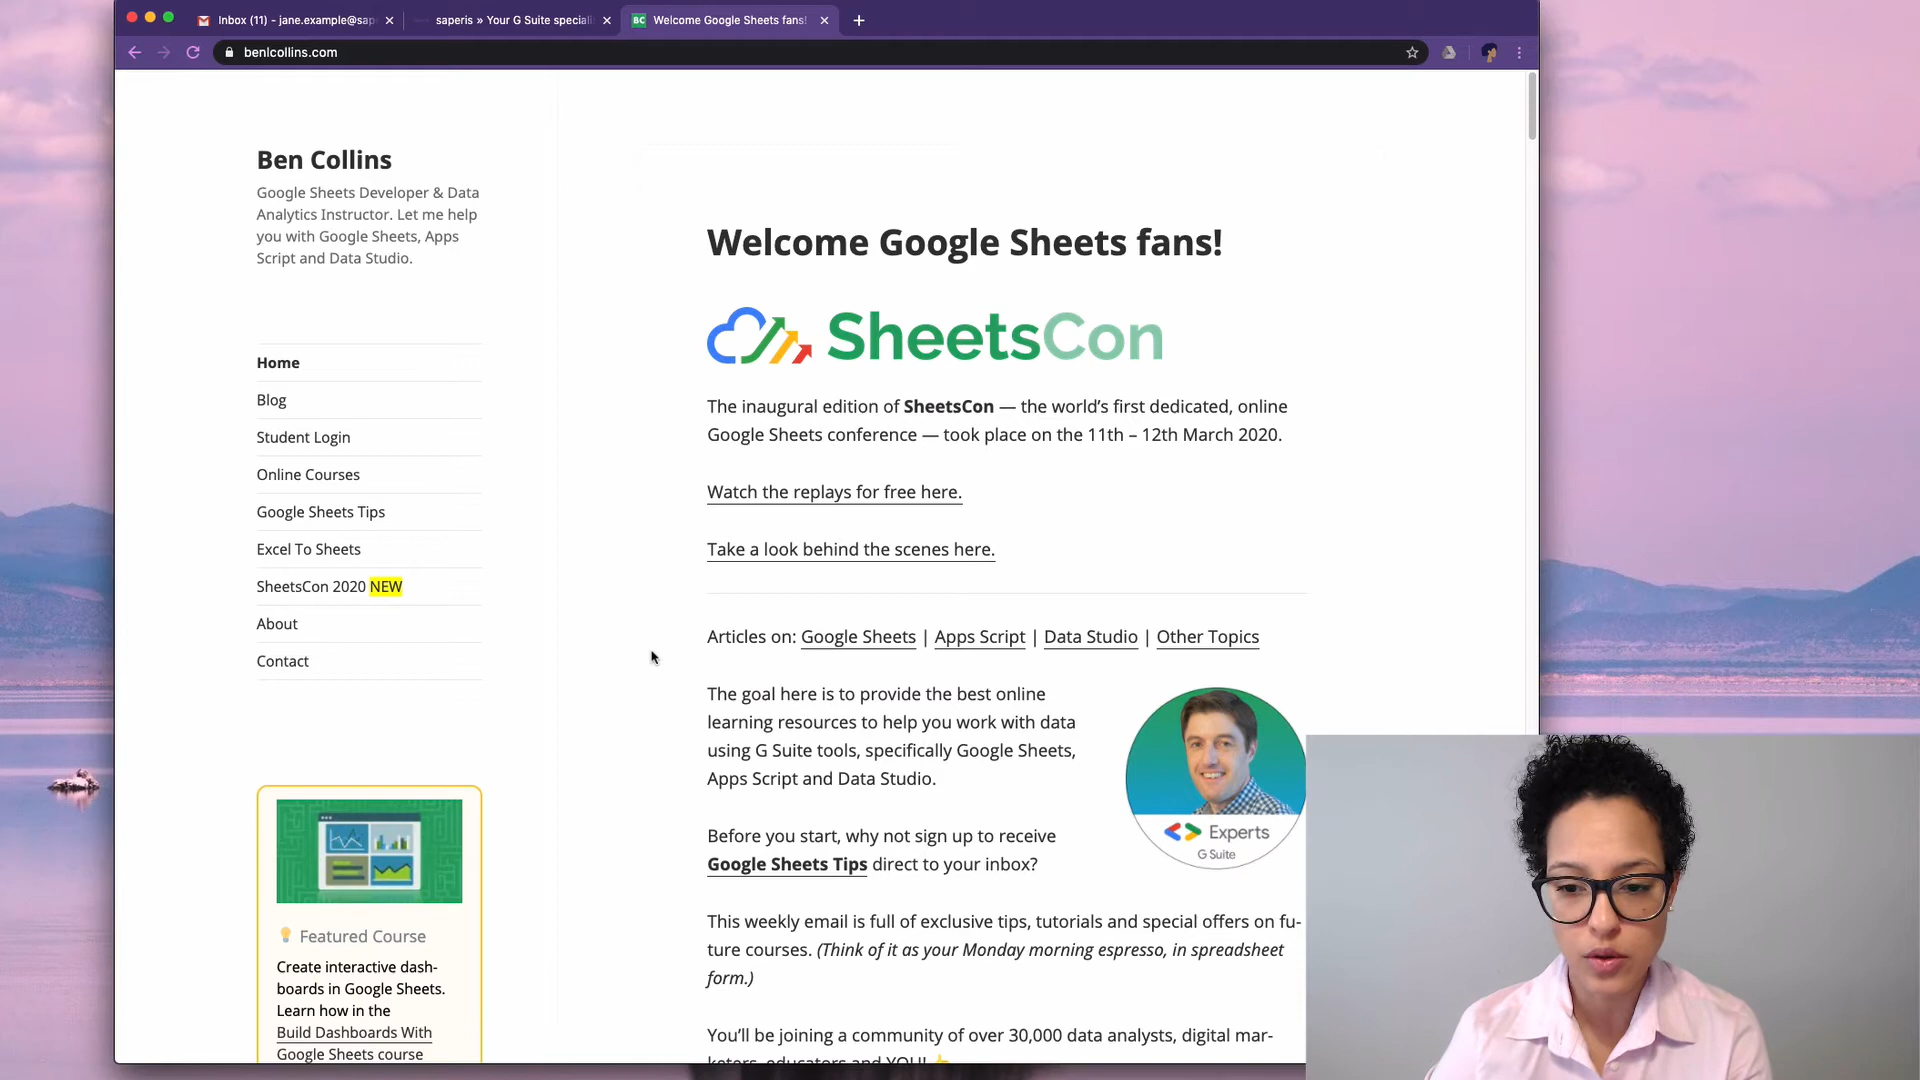 Inbox (11) - jane.example@sap
saperis » Your G Suite speciali
BC
Welcome Google Sheets fans!
benlcollins.com
Ben Collins
Google Sheets Developer & Data
Analytics Instructor. Let me help
you with Google Sheets, Apps
Script and Data Studio.
Home
Blog
Student Login
Online Courses
Google Sheets Tips
Excel To Sheets
SheetsCon 2020 NEW
About
Contact
Featured Course
Create interactive dash-
boards in Google Sheets.
Learn how in the
Build Dashboards With
Google Sheets course
Welcome Google Sheets fans!
SheetsCon
The inaugural edition of SheetsCon — the world’s first dedicated, online
Google Sheets conference — took place on the 11th – 12th March 2020.
Watch the replays for free here.
Take a look behind the scenes here.
Articles on: Google Sheets | Apps Script | Data Studio | Other Topics
The goal here is to provide the best online
learning resources to help you work with data
using G Suite tools, specifically Google Sheets,
Apps Script and Data Studio.
Experts
G Suite
Before you start, why not sign up to receive
Google Sheets Tips direct to your inbox?
This weekly email is full of exclusive tips, tutorials and special offers on fu-
ture courses. (Think of it as your Monday morning espresso, in spreadsheet
form.)
You’ll be joining a community of over 30,000 data analysts, digital mar-
keters, educators and YOU!